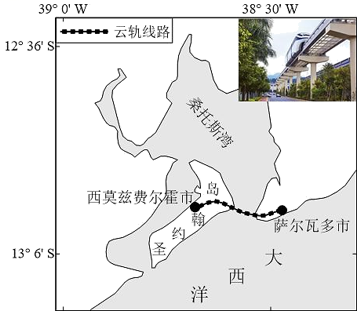 39 0' W
38 30' W
12 36' S
云轨线路
桑托斯湾
西莫兹费尔霍市
岛
翰
约
圣
萨尔瓦多市
13 6' S
大
西
洋